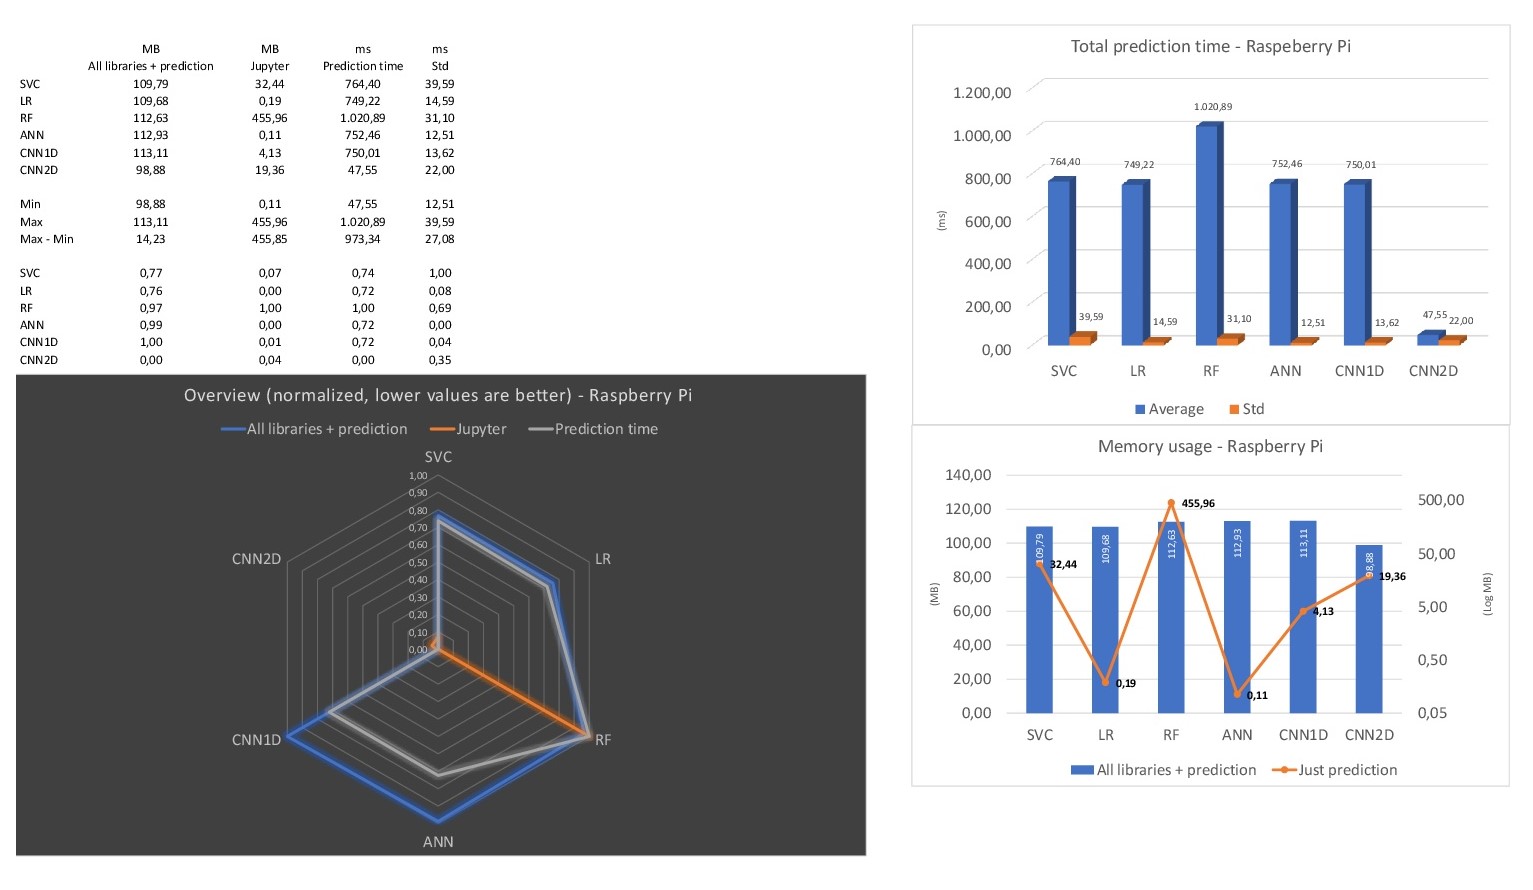 MB MB ms ms
All libraries + prediction Jupyter Prediction time Std
SVC 109,79 32,44 764,40 39,59
LR 109,68 0,19 749,22 14,59
RF 112,63 455,96 1.020,89 31,10
ANN 112,93 0,11 752,46 12,51
CNN1D 113,11 4,13 750,01 13,62
CNN2D 98,88 19,36 47,55 22,00
Min 98,88 0,11 47,55 12,51
Max 113,11 455,96 1.020,89 39,59
Max - Min 14,23 455,85 973,34 27,08
SVC 0,77 0,07 0,74 1,00
LR 0,76 0,00 0,72 0,08
RF 0,97 1,00 1,00 0,69
ANN 0,99 0,00 0,72 0,00
CNN1D 1,00 0,01 0,72 0,04
CNN2D 0,00 0,04 0,00 0,35
Overview (normalized, lower values are better) - Raspberry Pi
All libraries + prediction Jupyter Prediction time
SVC
1,00
0,90
0,80
0,70
0,60
0,50
0,40
0,30
0,20
0,10
0,00
LR
RF
ANN
CNN1D
CNN2D
Total prediction time - Raspeberry Pi
1.200,00
1.000,00
800,00
600,00
400,00
200,00
0,00
(ms)
764,40
749,22
1.020,89
752,46
750,01
47,55
39,59
14,59
31,10
12,51
13,62
22,00
SVC LR RF ANN CNN1D CNN2D
Average Std
Memory usage - Raspberry Pi
140,00
120,00
100,00
80,00
60,00
40,00
20,00
0,00
(MB)
109,79
109,68
112,63
112,93
113,11
98,88
32,44
0,19
455,96
0,11
4,13
19,36
500,00
50,00
5,00
0,50
0,05
(Log MB)
SVC LR RF ANN CNN1D CNN2D
All libraries + prediction Just prediction